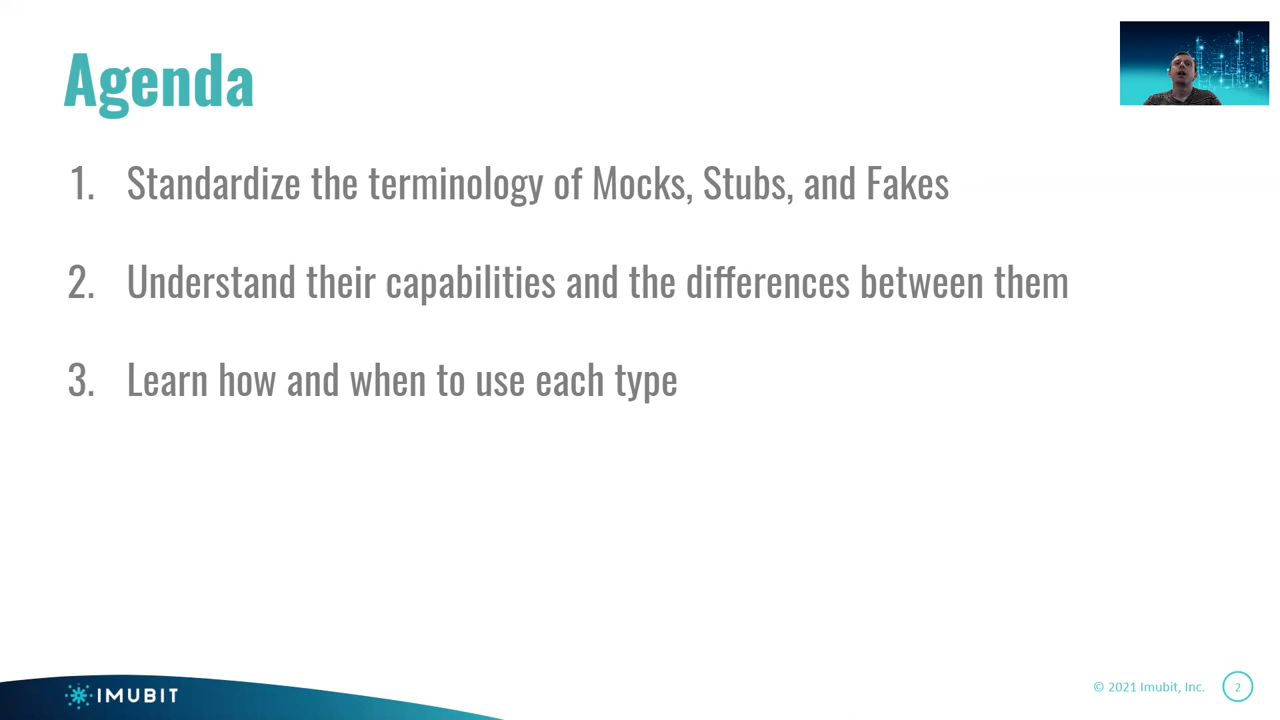 Agenda
1. Standardize the terminology of Mocks, Stubs, and Fakes
2. Understand their capabilities and the differences between them
3. Learn how and when to use each type
IMUBIT
© 2021 Imubit, Inc.
2